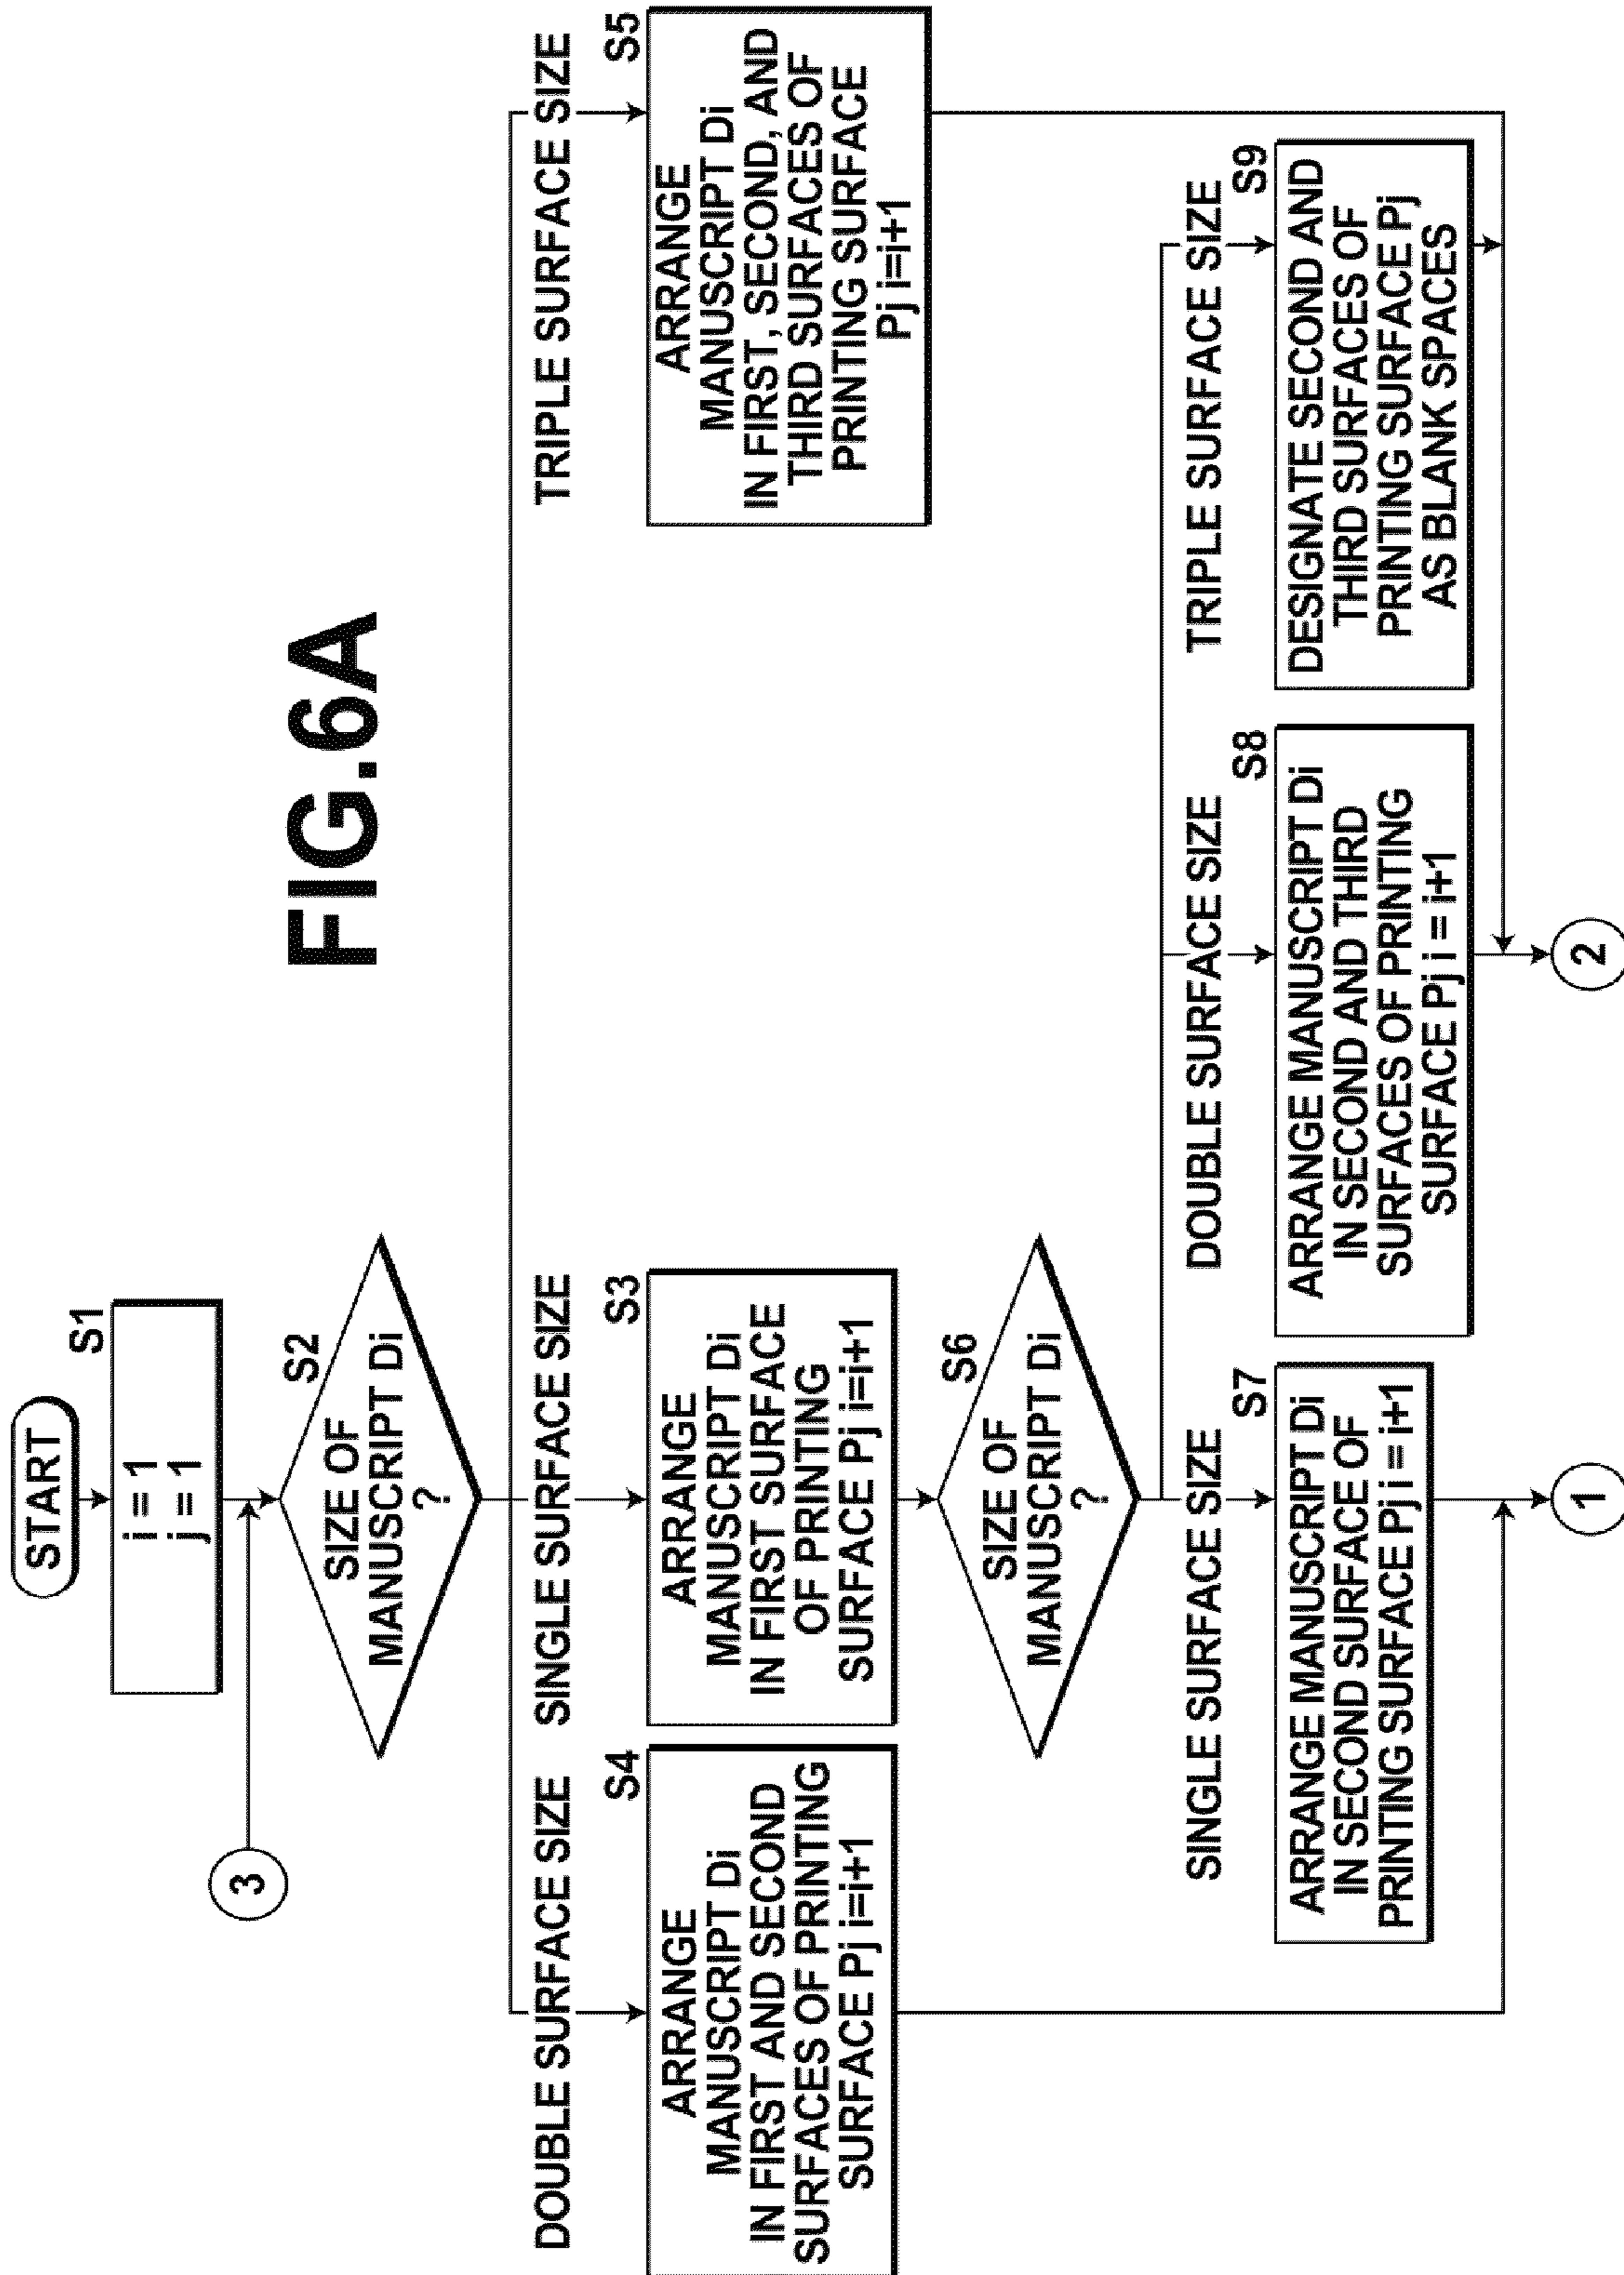 FIG.6A
START
S1
i = 1
j = 1
3
S2
SIZE OF
MANUSCRIPT Di
?
DOUBLE SURFACE SIZE
SINGLE SURFACE SIZE
TRIPLE SURFACE SIZE
S4
ARRANGE
MANUSCRIPT Di
IN FIRST AND SECOND
SURFACES OF PRINTING
SURFACE Pj i=i+1
S3
ARRANGE
MANUSCRIPT Di
IN FIRST SURFACE
OF PRINTING
SURFACE Pj i=i+1
S5
ARRANGE
MANUSCRIPT Di
IN FIRST, SECOND, AND
THIRD SURFACES OF
PRINTING SURFACE
Pj i=i+1
S6
SIZE OF
MANUSCRIPT Di
?
SINGLE SURFACE SIZE
DOUBLE SURFACE SIZE
TRIPLE SURFACE SIZE
S7
ARRANGE MANUSCRIPT Di
IN SECOND SURFACE OF
PRINTING SURFACE Pj i = i+1
S8
ARRANGE MANUSCRIPT Di
IN SECOND AND THIRD
SURFACES OF PRINTING
SURFACE Pj i = i+1
S9
DESIGNATE SECOND AND
THIRD SURFACES OF
PRINTING SURFACE Pj
AS BLANK SPACES
1
2